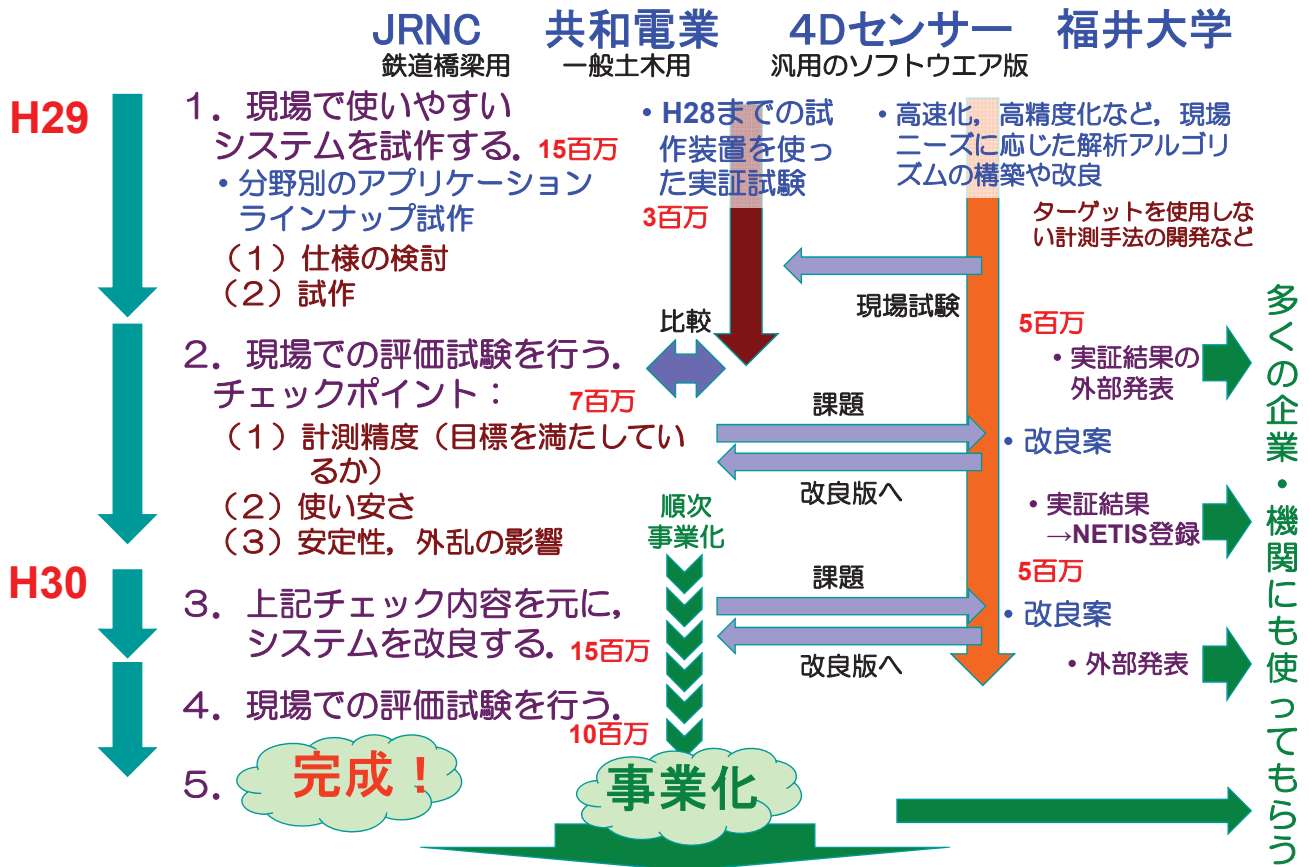 JRNC 共和電業 4Dセンサー 福井大学
鉄道橋梁用 一般土木用 汎用のソフトウエア版
H29
1．現場で使いやすい
システムを試作する．15百万
・分野別のアプリケーション
ラインナップ試作
（1）仕様の検討
（2）試作
・H28までの試
作装置を使っ
た実証試験
3百万
・高速化，高精度化など，現場
ニーズに応じた解析アルゴリ
ズムの構築や改良
ターゲットを使用しな
い計測手法の開発など
現場試験
比較
2．現場での評価試験を行う．
チェックポイント：
7百万
（1）計測精度（目標を満たしてい
るか）
（2）使い安さ
（3）安定性，外乱の影響
5百万
・実証結果の
外部発表
課題
・改良案
改良版へ
順次
事業化
・実証結果
→NETIS登録
H30
3．上記チェック内容を元に，
システムを改良する．15百万
5百万
課題
・改良案
改良版へ
・外部発表
4．現場での評価試験を行う．
10百万
5．完成！
事業化
多くの企業・機関にも使ってもらう